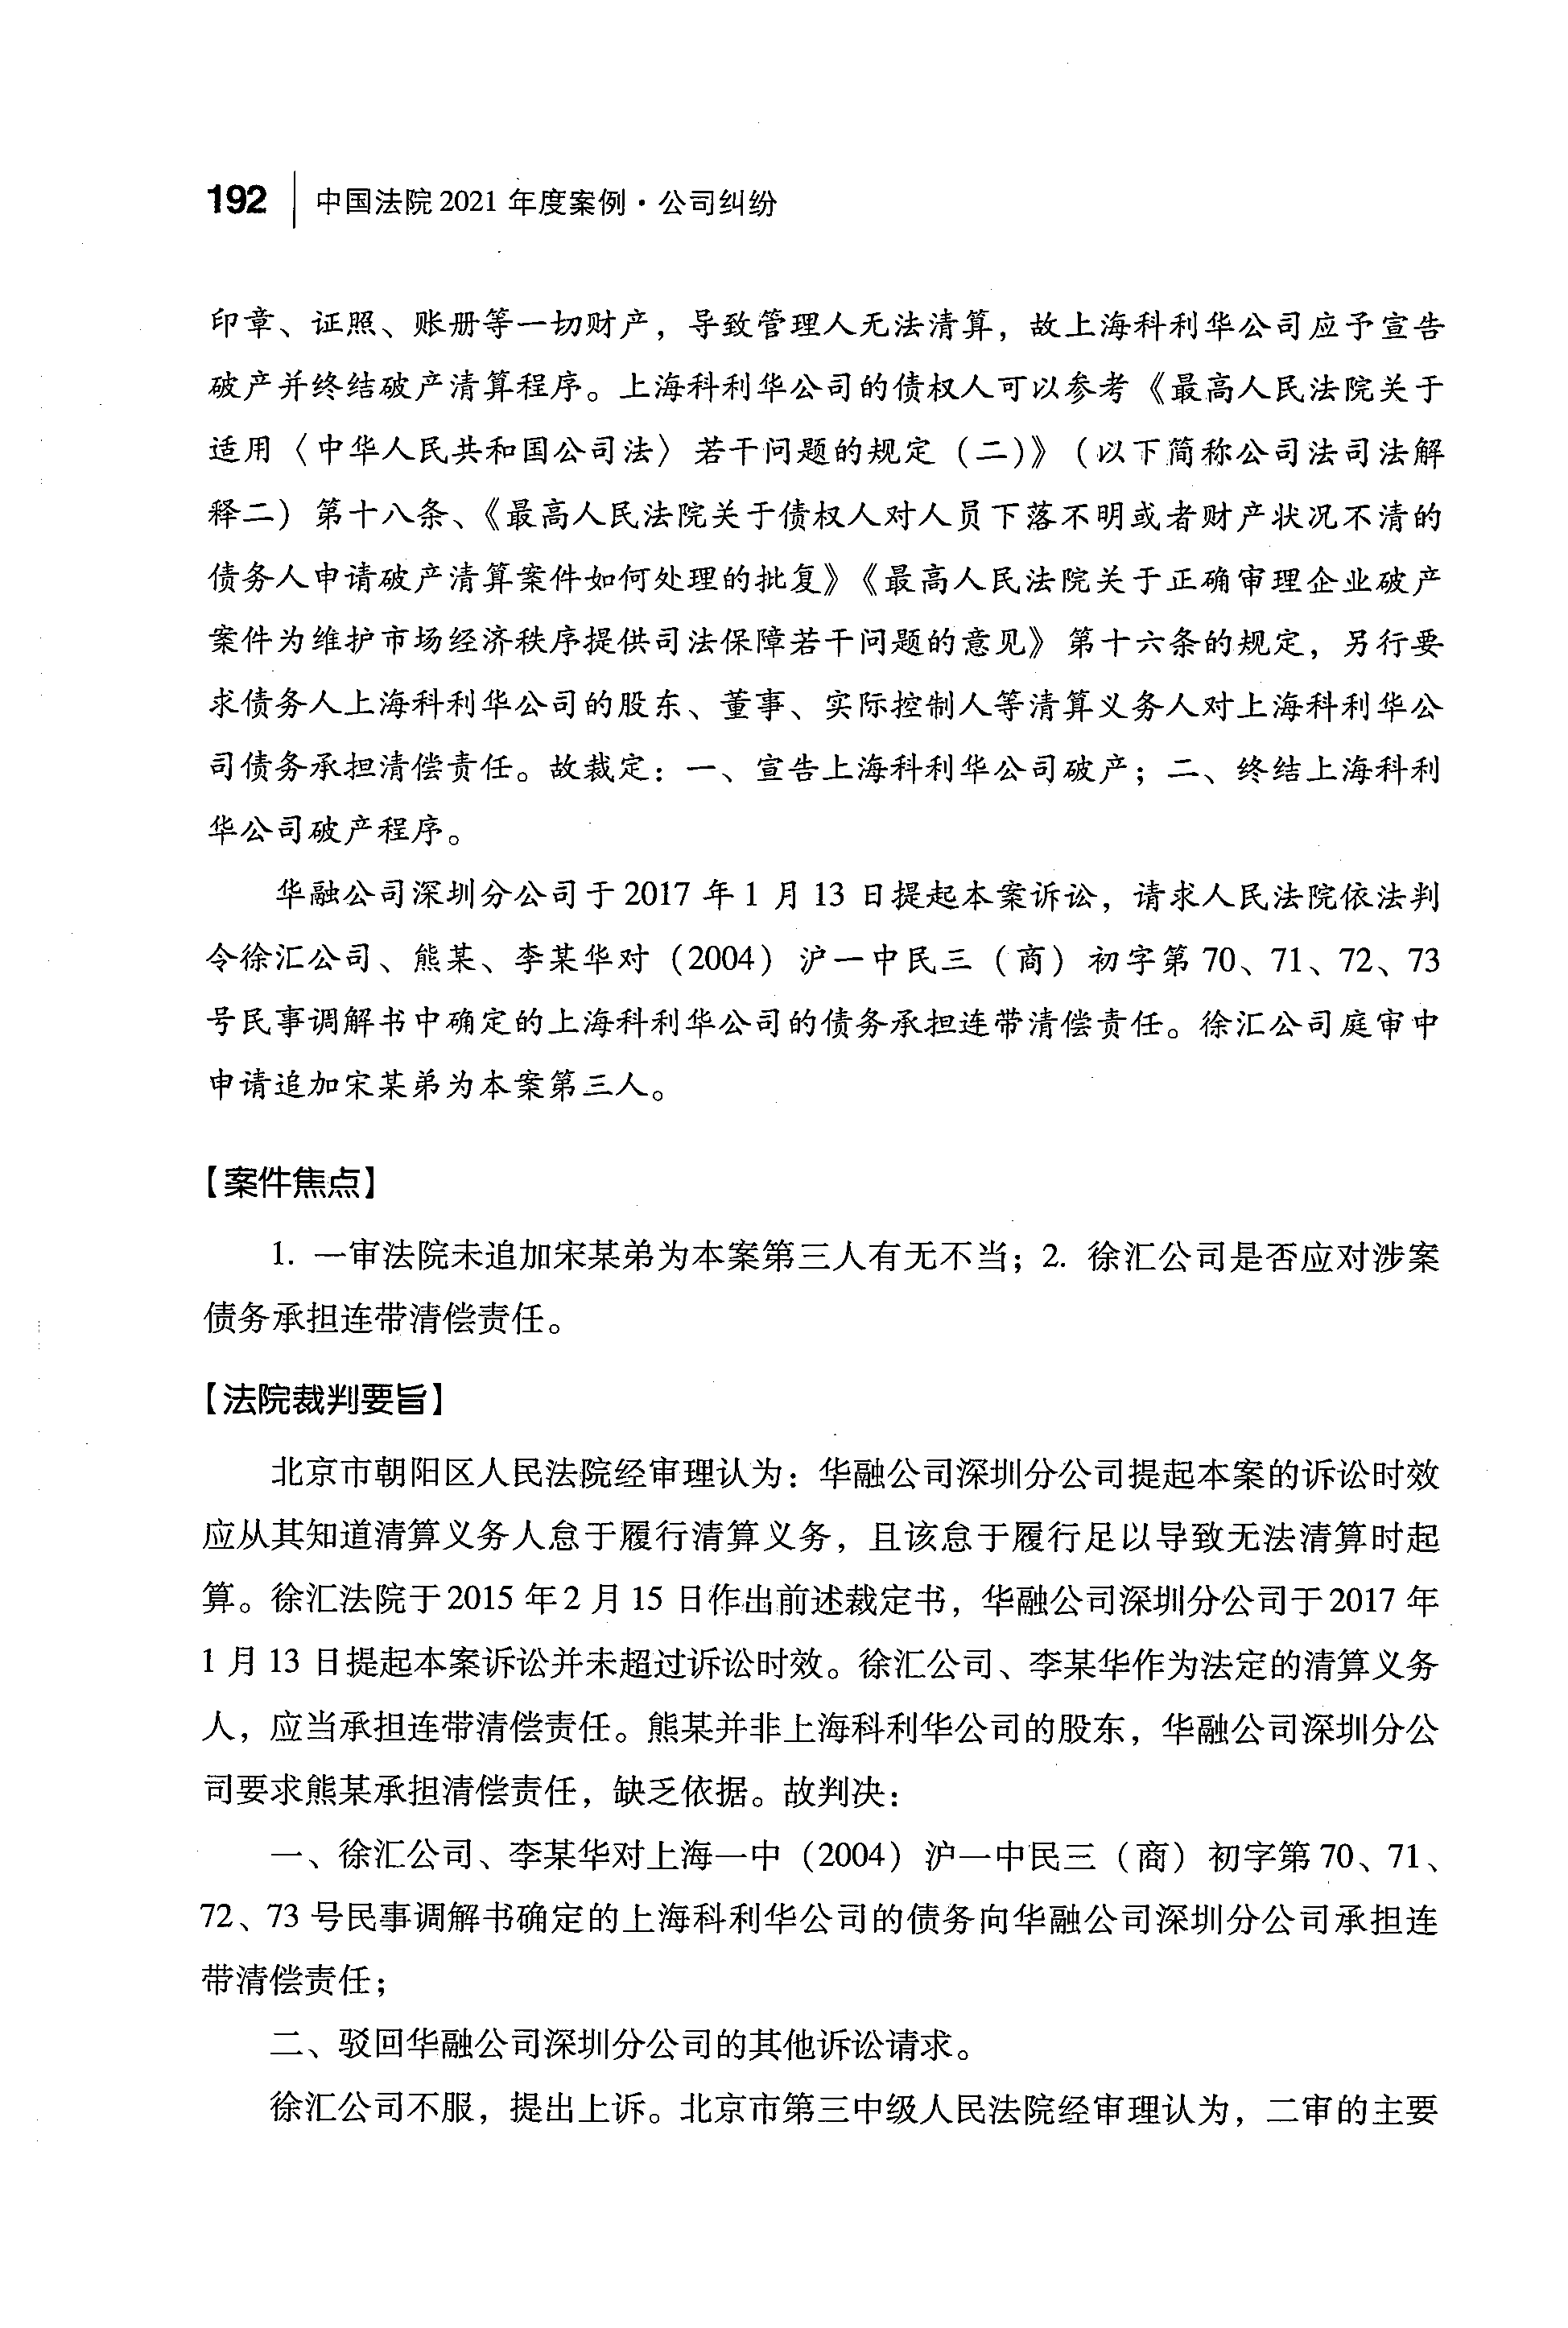 192 中国法院2021年度案例·公司纠纷
印章、证照、账册等一切财产，导致管理人无法清算，故上海科利华公司应予宣告
破产并终结破产清算程序。上海科利华公司的债权人可以参考《最高人民法院关于
适用〈中华人民共和国公司法〉若干问题的规定（二）》（以下简称公司法司法解
释二）第十八条、《最高人民法院关于债权人对人员下落不明或者财产状况不清的
债务人申请破产清算案件如何处理的批复》《最高人民法院关于正确审理企业破产
案件为维护市场经济秩序提供司法保障若干问题的意见》第十六条的规定，另行要
求债务人上海科利华公司的股东、董事、实际控制人等清算义务人对上海科利华公
司债务承担清偿责任。故裁定：一、宣告上海科利华公司破产；二、终结上海科利
华公司破产程序。
华融公司深圳分公司于2017年1月13日提起本案诉讼，请求人民法院依法判
令徐汇公司、熊某、李某华对（2004）沪一中民三（商）初字第70、71、72、73
号民事调解书中确定的上海科利华公司的债务承担连带清偿责任。徐汇公司庭审中
申请追加宋某弟为本案第三人。
【案件焦点】
1. 一审法院未追加宋某弟为本案第三人有无不当；2. 徐汇公司是否应对涉案
债务承担连带清偿责任。
【法院裁判要旨】
北京市朝阳区人民法院经审理认为：华融公司深圳分公司提起本案的诉讼时效
应从其知道清算义务人怠于履行清算义务，且该怠于履行足以导致无法清算时起
算。徐汇法院于2015年2月15日作出前述裁定书，华融公司深圳分公司于2017年
1月13日提起本案诉讼并未超过诉讼时效。徐汇公司、李某华作为法定的清算义务
人，应当承担连带清偿责任。熊某并非上海科利华公司的股东，华融公司深圳分公
司要求熊某承担清偿责任，缺乏依据。故判决：
一、徐汇公司、李某华对上海一中（2004）沪一中民三（商）初字第70、71、
72、73号民事调解书确定的上海科利华公司的债务向华融公司深圳分公司承担连
带清偿责任；
二、驳回华融公司深圳分公司的其他诉讼请求。
徐汇公司不服，提出上诉。北京市第三中级人民法院经审理认为，二审的主要